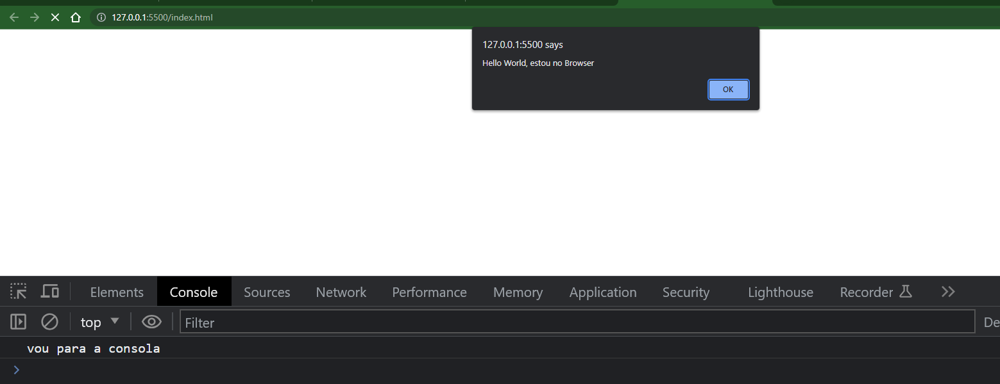 127.0.0.1:5500/index.html
127.0.0.1:5500 says
Hello World, estou no Browser
OK
Elements Console Sources Network Performance Memory Application Security Lighthouse Recorder
top Filter De
vou para a consola